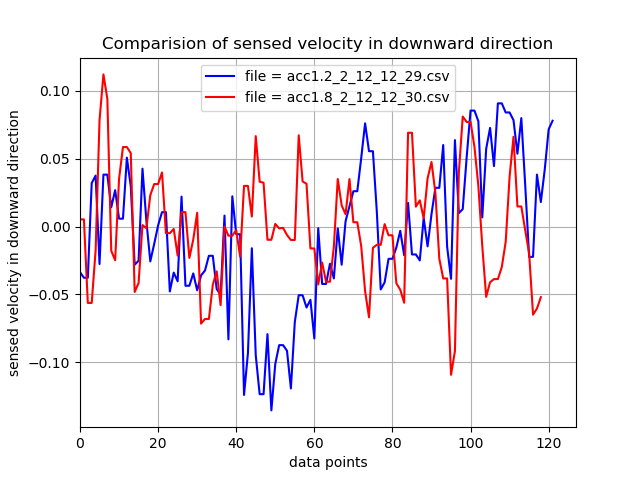 Comparision of sensed velocity in downward direction
file = acc1.2_2_12_12_29.csv
file = acc1.8_2_12_12_30.csv
sensed velocity in downward direction
0.10
0.05
0.00
−0.05
−0.10
0 20 40 60 80 100 120
data points